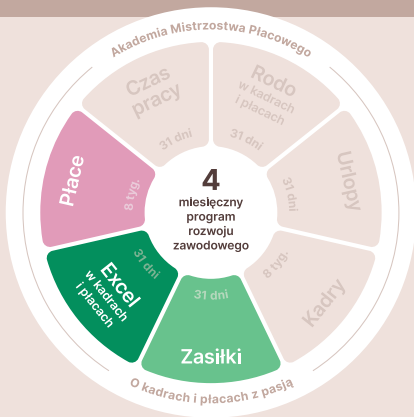 Akademia Mistrzostwa Płacowego
Czas
pracy
31 dni
Rodo
w kadrach
i płacach
31 dni
Urlopy
31 dni
Kadry
8 tyg.
Zasiłki
31 dni
Excel
w kadrach
i płacach
31 dni
Płace
8 tyg.
4
miesięczny
program
rozwoju
zawodowego
O kadrach i płacach z pasją